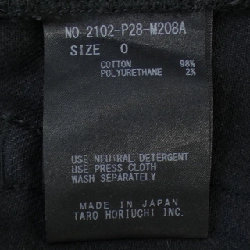 NO 2102-P28-M208A
SIZE 0
COTTON 98%
POLYURETHANE 2%
USE NEUTRAL DETERGENT
USE PRESS CLOTH
WASH SEPARATELY
MADE IN JAPAN
TARO HORIUCHI INC.